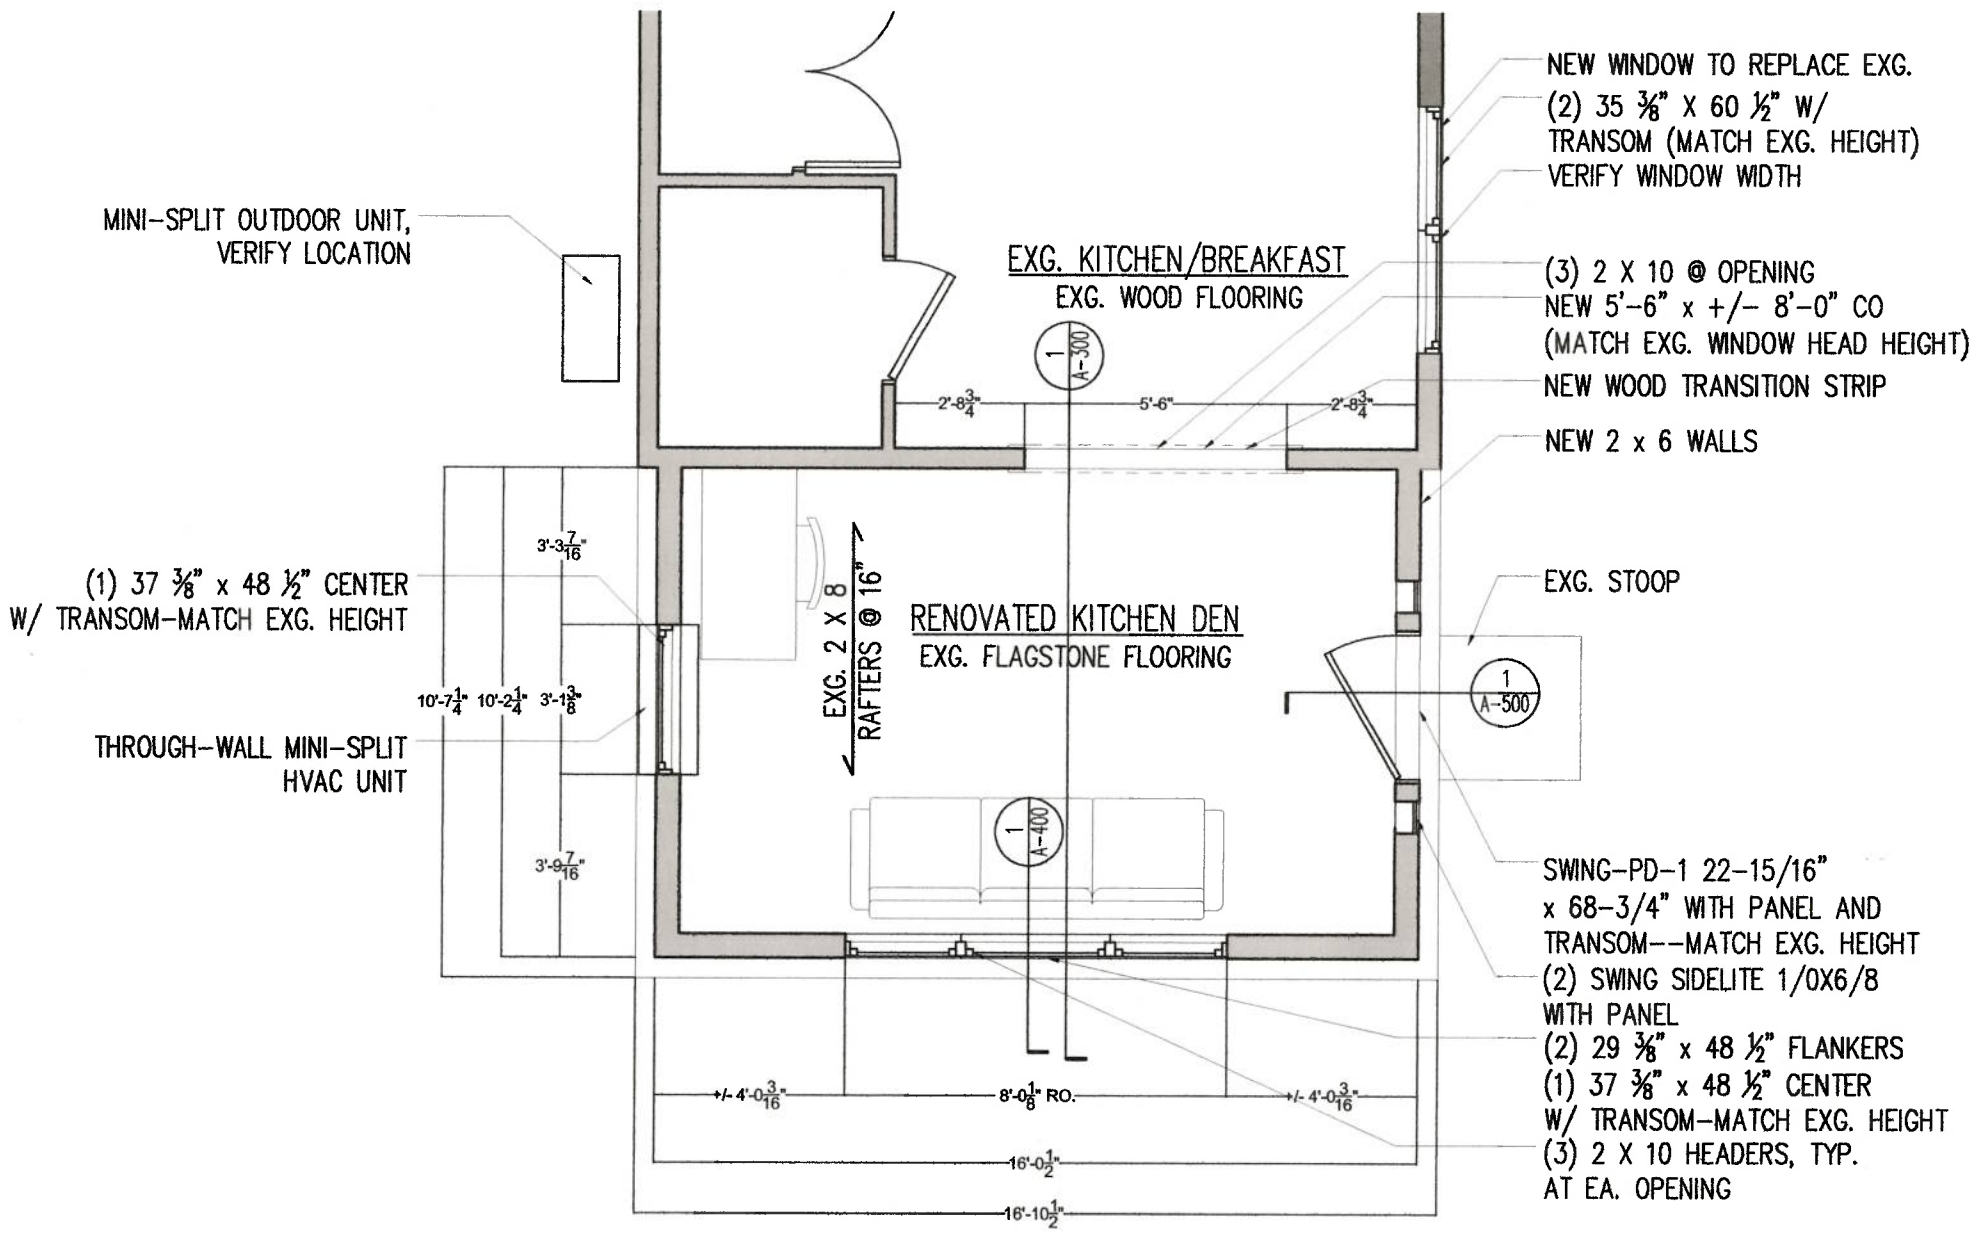 NEW WINDOW TO REPLACE EXG.
(2) 35 ⅜" X 60 ½" W/
TRANSOM (MATCH EXG. HEIGHT)
VERIFY WINDOW WIDTH
MINI-SPLIT OUTDOOR UNIT,
VERIFY LOCATION
EXG. KITCHEN/BREAKFAST
EXG. WOOD FLOORING
(3) 2 X 10 @ OPENING
NEW 5'-6" x +/- 8'-0" CO
(MATCH EXG. WINDOW HEAD HEIGHT)
NEW WOOD TRANSITION STRIP
NEW 2 x 6 WALLS
1
A-300
2'-8 3/4"
5'-6"
2'-8 3/4"
3'-3 7/16"
(1) 37 ⅜" x 48 ½" CENTER
W/ TRANSOM-MATCH EXG. HEIGHT
10'-7 1/4"
10'-2 1/4"
3'-1 3/8"
THROUGH-WALL MINI-SPLIT
HVAC UNIT
3'-9 7/16"
EXG. 2 X 8
RAFTERS @ 16"
RENOVATED KITCHEN DEN
EXG. FLAGSTONE FLOORING
EXG. STOOP
1
A-500
1
A-400
SWING-PD-1 22-15/16"
x 68-3/4" WITH PANEL AND
TRANSOM--MATCH EXG. HEIGHT
(2) SWING SIDELITE 1/0X6/8
WITH PANEL
(2) 29 ⅜" x 48 ½" FLANKERS
(1) 37 ⅜" x 48 ½" CENTER
W/ TRANSOM-MATCH EXG. HEIGHT
(3) 2 X 10 HEADERS, TYP.
AT EA. OPENING
+/- 4'-0 3/16"
8'-0 1/8" RO.
+/- 4'-0 3/16"
16'-0 1/2"
16'-10 1/2"